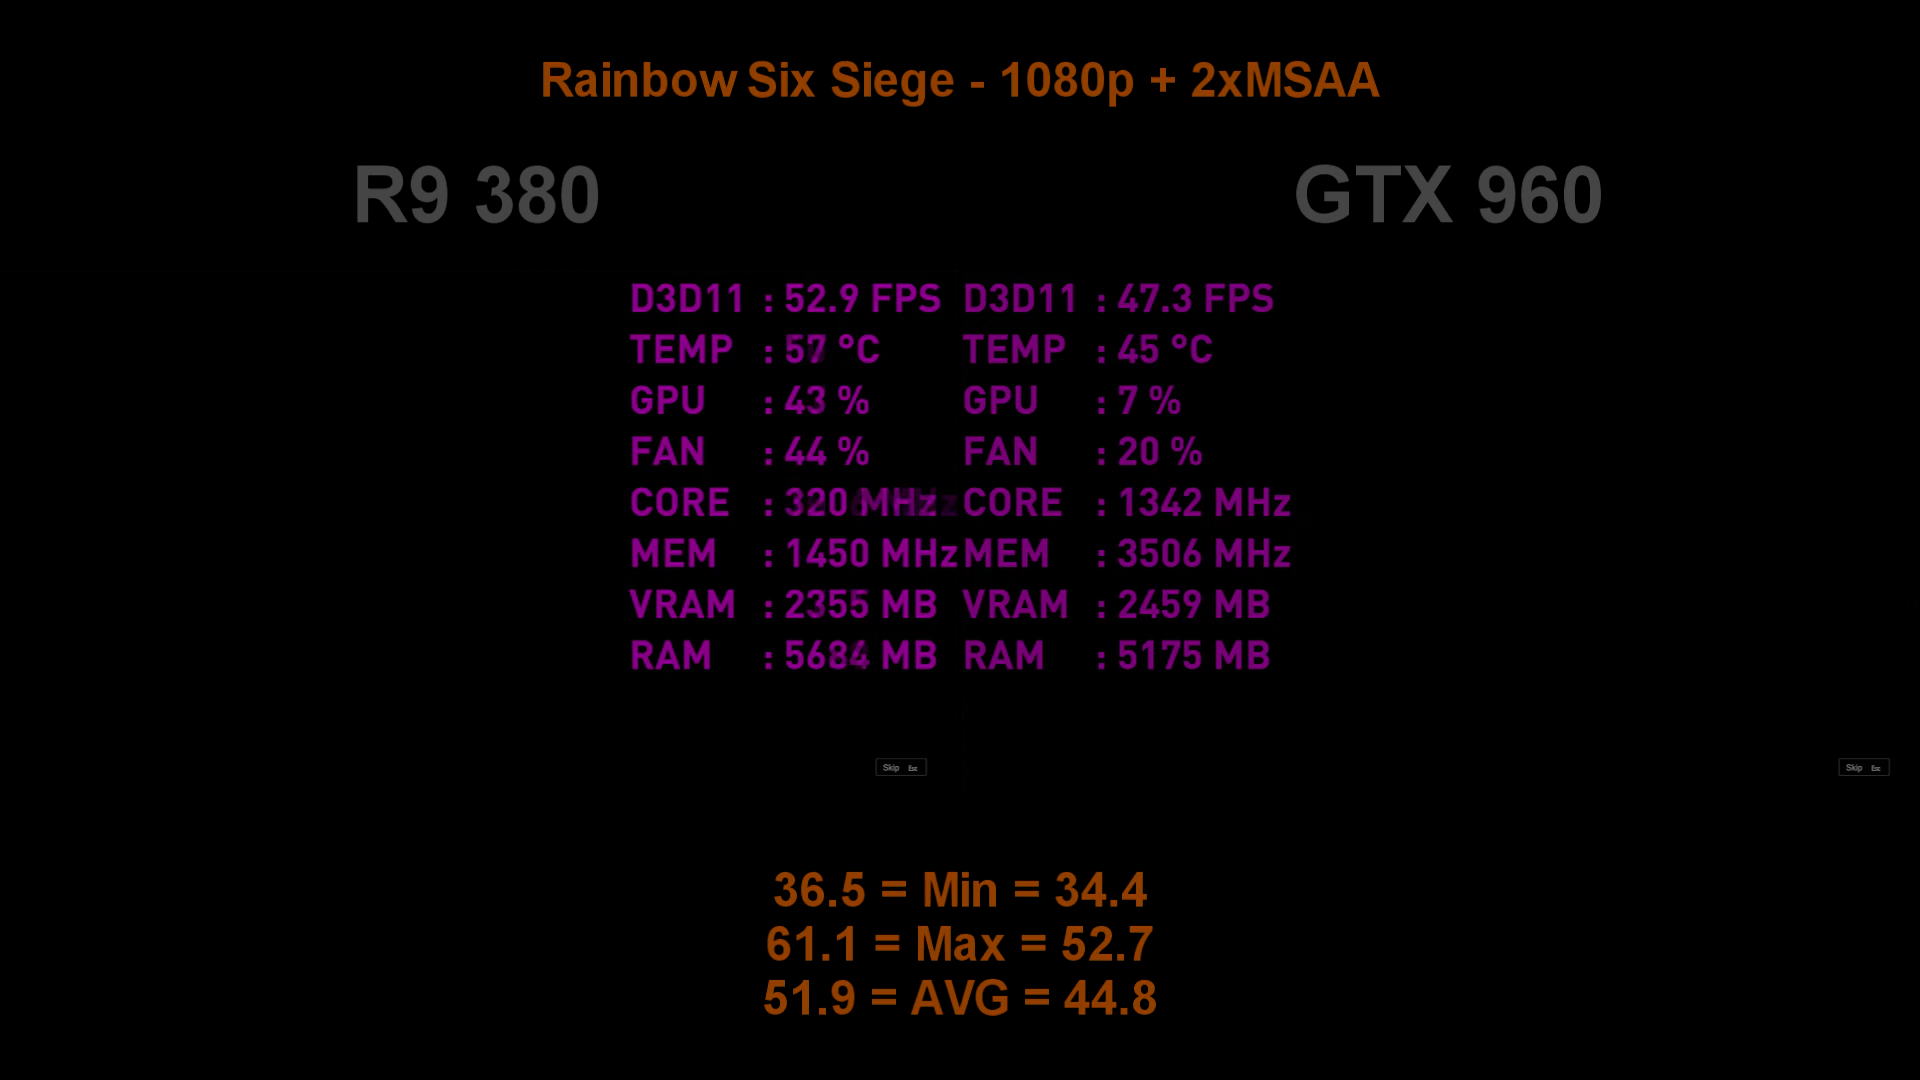 Rainbow Six Siege - 1080p + 2xMSAA
R9 380 GTX 960
D3D11 : 52.9 FPS D3D11 : 47.3 FPS
TEMP : 57 °C TEMP : 45 °C
GPU : 43 % GPU : 7 %
FAN : 44 % FAN : 20 %
CORE : 320 MHz CORE : 1342 MHz
MEM : 1450 MHz MEM : 3506 MHz
VRAM : 2355 MB VRAM : 2459 MB
RAM : 5684 MB RAM : 5175 MB
Skip Esc Skip Esc
36.5 = Min = 34.4
61.1 = Max = 52.7
51.9 = AVG = 44.8